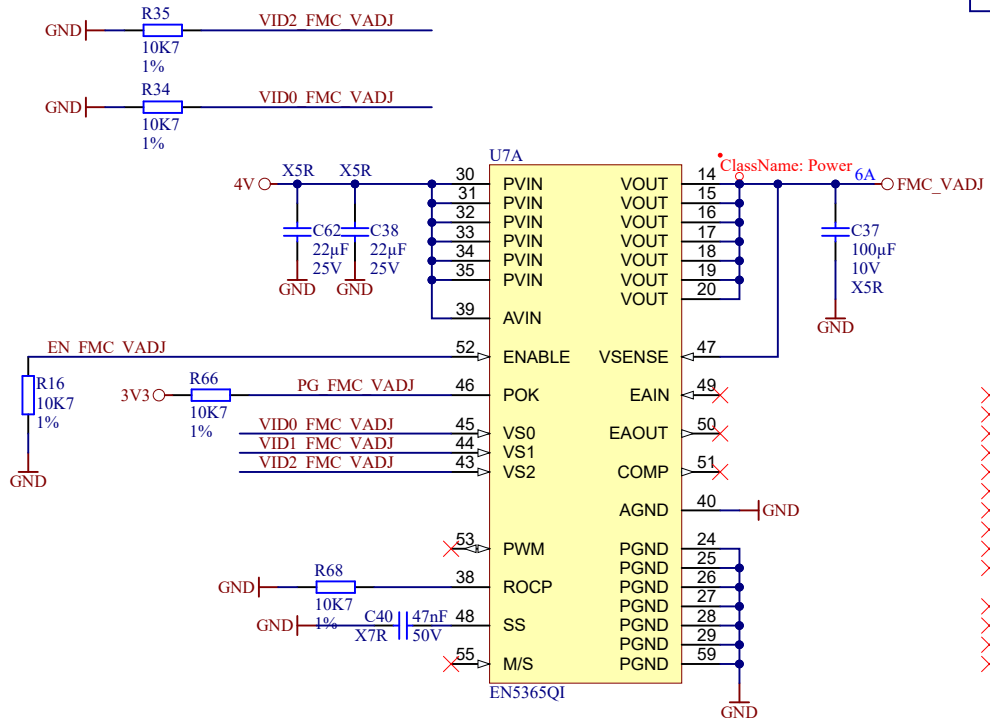 R35
VID2_FMC_VADJ
GND
10K7
1%
R34
VID0_FMC_VADJ
GND
10K7
1%
U7A
ClassName: Power
X5R X5R
4V
30 PVIN VOUT 14 6A FMC_VADJ
31 PVIN VOUT 15
32 PVIN VOUT 16
33 PVIN VOUT 17
34 PVIN VOUT 18
35 PVIN VOUT 19
VOUT 20
C62 C38
22µF 22µF
25V 25V
GND GND
C37
100µF
10V
X5R
GND
39 AVIN
EN_FMC_VADJ
52 ENABLE VSENSE 47
R16
10K7
1%
GND
3V3
R66
10K7
1%
PG_FMC_VADJ
46 POK EAIN 49
VID0_FMC_VADJ 45 VS0 EAOUT 50
VID1_FMC_VADJ 44 VS1
VID2_FMC_VADJ 43 VS2 COMP 51
AGND 40 GND
53 PWM PGND 24
PGND 25
R68
GND
10K7
1%
38 ROCP PGND 26
PGND 27
GND
C40 47nF
X7R 50V
48 SS PGND 28
PGND 29
55 M/S PGND 59
EN5365QI
GND